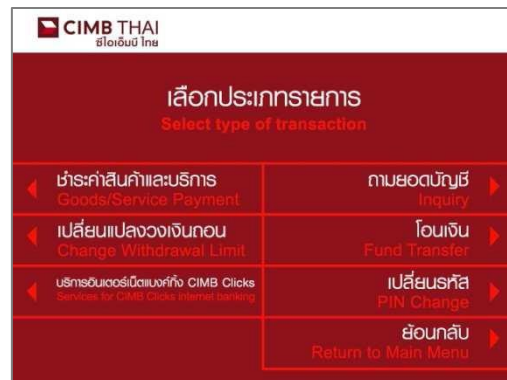 CIMB THAI
ซีไอเอ็มบี ไทย
เลือกประเภทรายการ
Select type of transaction
ชำระค่าสินค้าและบริการ
Goods/Service Payment
ถามยอดบัญชี
Inquiry
เปลี่ยนแปลงวงเงินถอน
Change Withdrawal Limit
โอนเงิน
Fund Transfer
บริการอินเตอร์เน็ตแบงค์กิ้ง CIMB Clicks
Services for CIMB Clicks internet banking
เปลี่ยนรหัส
PIN Change
ย้อนกลับ
Return to Main Menu